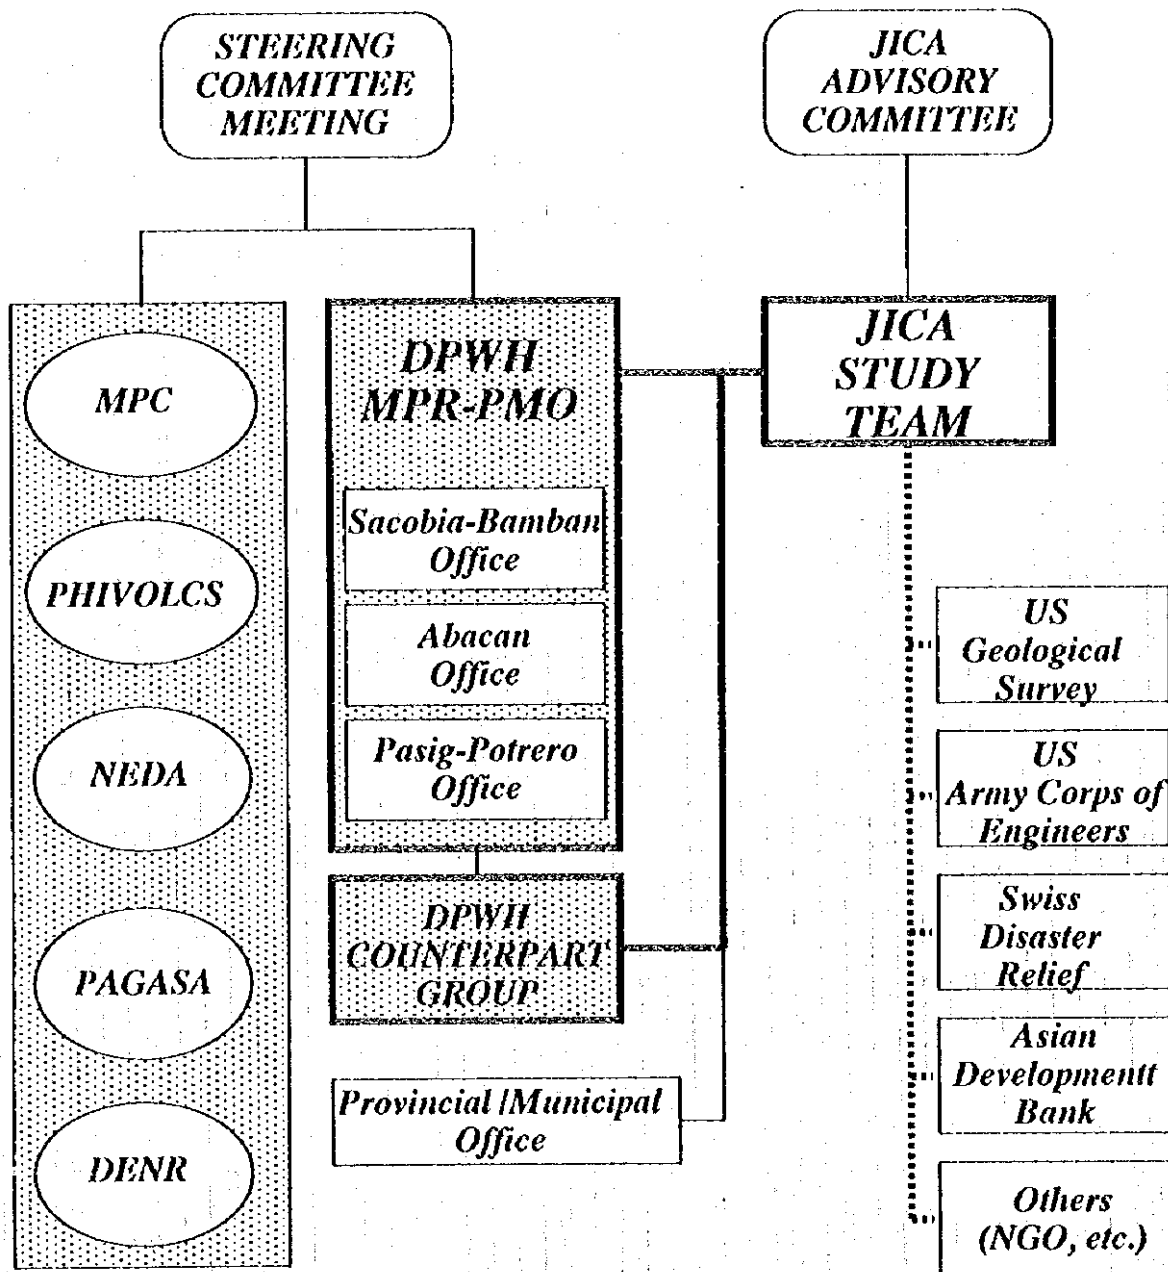 STEERING
COMMITTEE
MEETING
JICA
ADVISORY
COMMITTEE
MPC
PHIVOLCS
NEDA
PAGASA
DENR
DPWH
MPR-PMO
Sacobia-Bamban
Office
Abacan
Office
Pasig-Potrero
Office
DPWH
COUNTERPART
GROUP
Provincial /Municipal
Office
JICA
STUDY
TEAM
US
Geological
Survey
US
Army Corps of
Engineers
Swiss
Disaster
Relief
Asian
Developmentt
Bank
Others
(NGO, etc.)